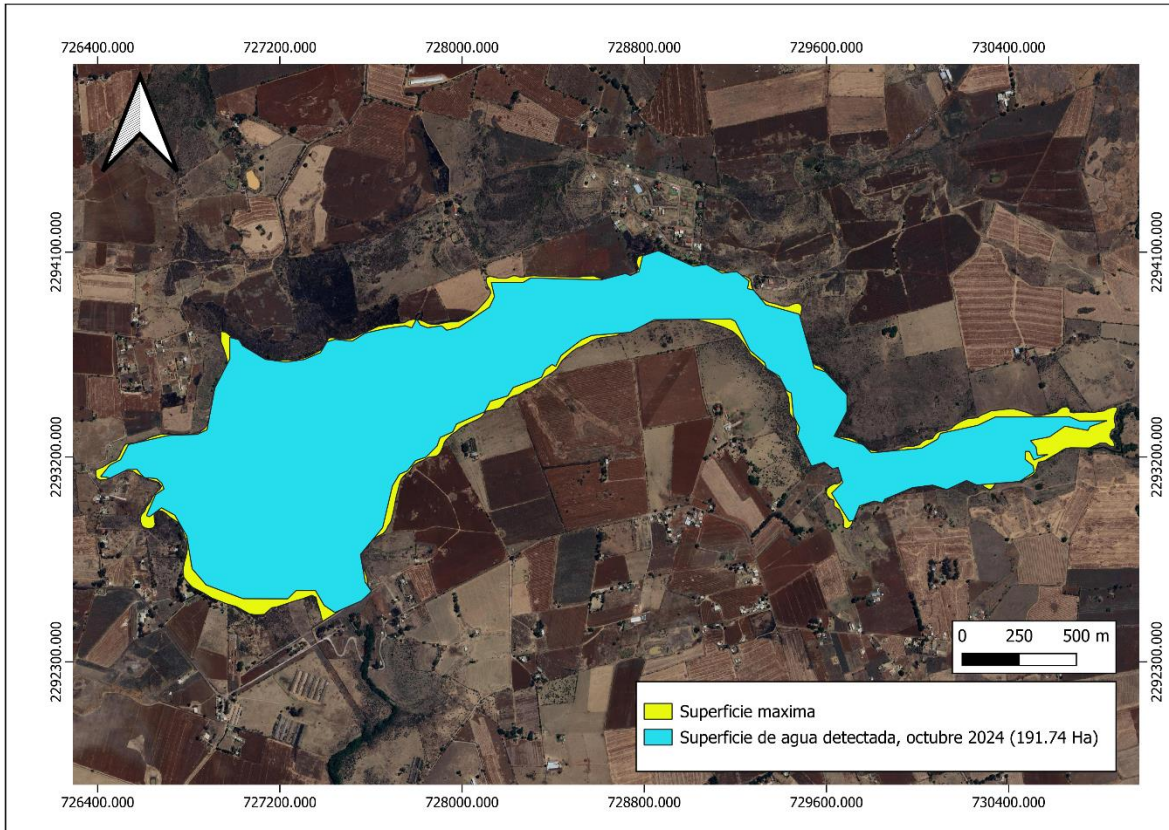 726400.000 727200.000 728000.000 728800.000 729600.000 730400.000
2294100.000 2294100.000
2293200.000 2293200.000
2292300.000 2292300.000
0 250 500 m
Superficie maxima
Superficie de agua detectada, octubre 2024 (191.74 Ha)
726400.000 727200.000 728000.000 728800.000 729600.000 730400.000